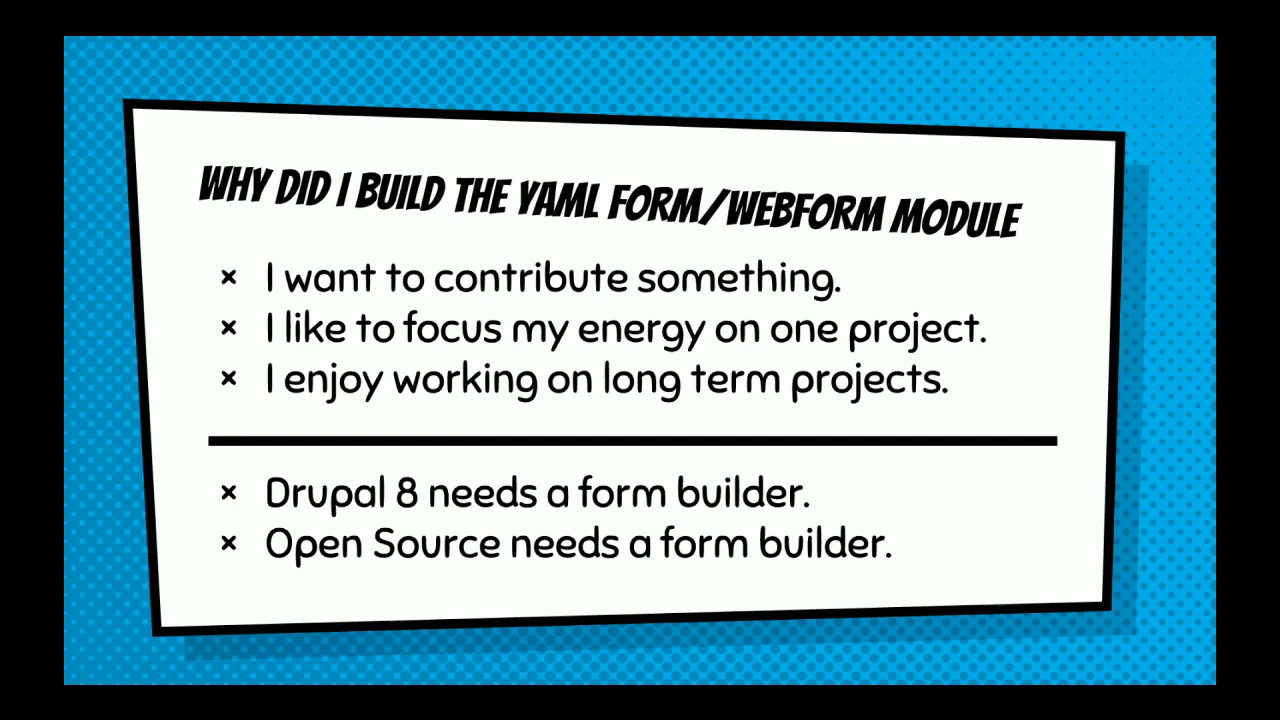 WHY DID I BUILD THE YAML FORM/WEBFORM MODULE
× I want to contribute something.
× I like to focus my energy on one project.
× I enjoy working on long term projects.
× Drupal 8 needs a form builder.
× Open Source needs a form builder.